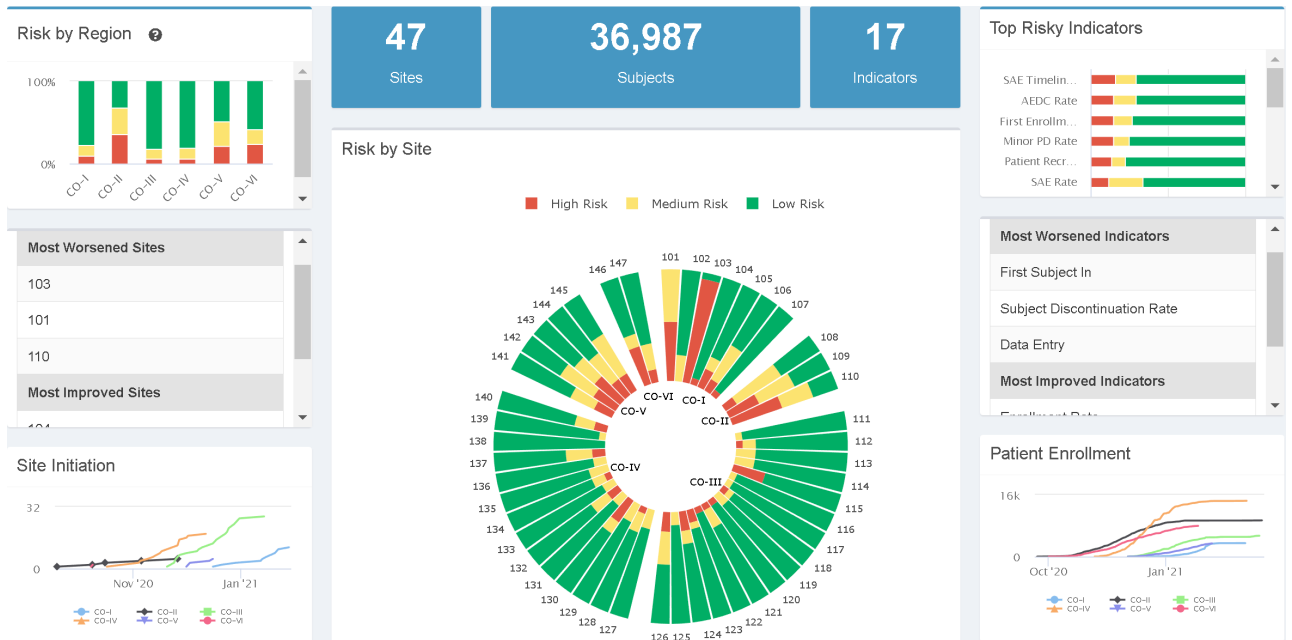 Risk by Region ?
100%
0%
CO-I
CO-II
CO-III
CO-IV
CO-V
CO-VI
Most Worsened Sites
103
101
110
Most Improved Sites
Site Initiation
32
0
Nov '20
Jan '21
CO-I CO-II CO-III
CO-IV CO-V CO-VI
47
Sites
36,987
Subjects
17
Indicators
Risk by Site
High Risk Medium Risk Low Risk
101
102
103
104
105
106
107
108
109
110
111
112
113
114
115
116
117
118
119
120
121
122
123
124
125
126
127
128
129
130
131
132
133
134
135
136
137
138
139
140
141
142
143
144
145
146
147
CO-I
CO-II
CO-III
CO-IV
CO-V
CO-VI
Top Risky Indicators
SAE Timelin...
AEDC Rate
First Enrollm...
Minor PD Rate
Patient Recr...
SAE Rate
Most Worsened Indicators
First Subject In
Subject Discontinuation Rate
Data Entry
Most Improved Indicators
Enrollment Rate
Patient Enrollment
16k
0
Oct '20
Jan '21
CO-I CO-II CO-III
CO-IV CO-V CO-VI